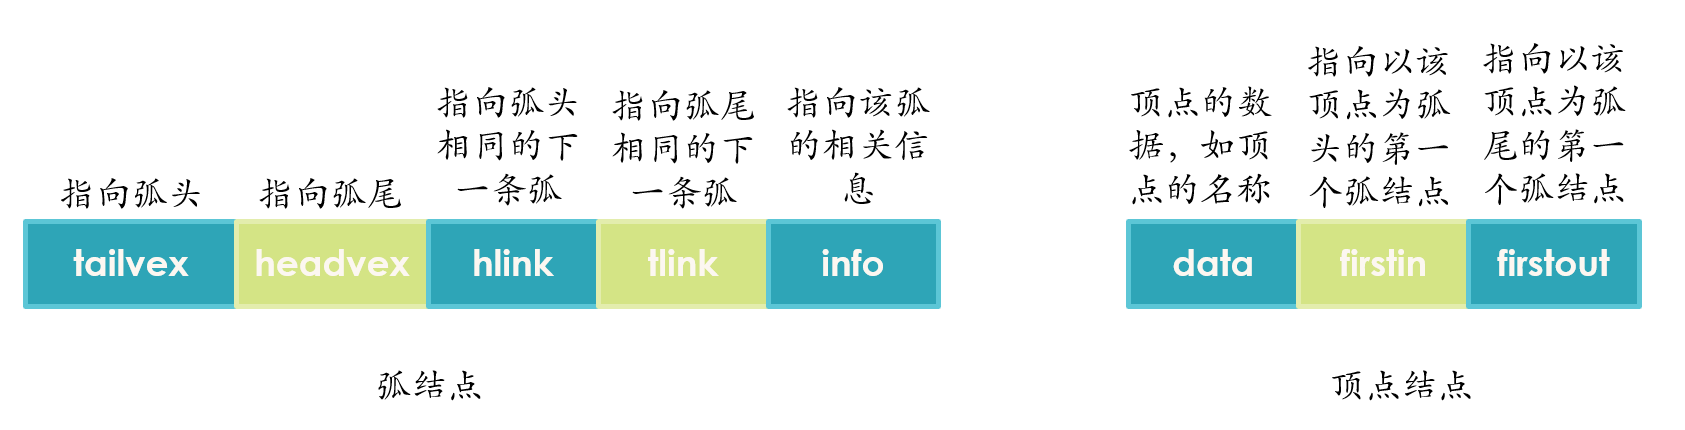 指向弧头
指向弧尾
指向弧头
相同的下
一条弧
指向弧尾
相同的下
一条弧
指向该弧
的相关信
息
tailvex
headvex
hlink
tlink
info
弧结点
顶点的数
据，如顶
点的名称
指向以该
顶点为弧
头的第一
个弧结点
指向以该
顶点为弧
尾的第一
个弧结点
data
firstin
firstout
顶点结点